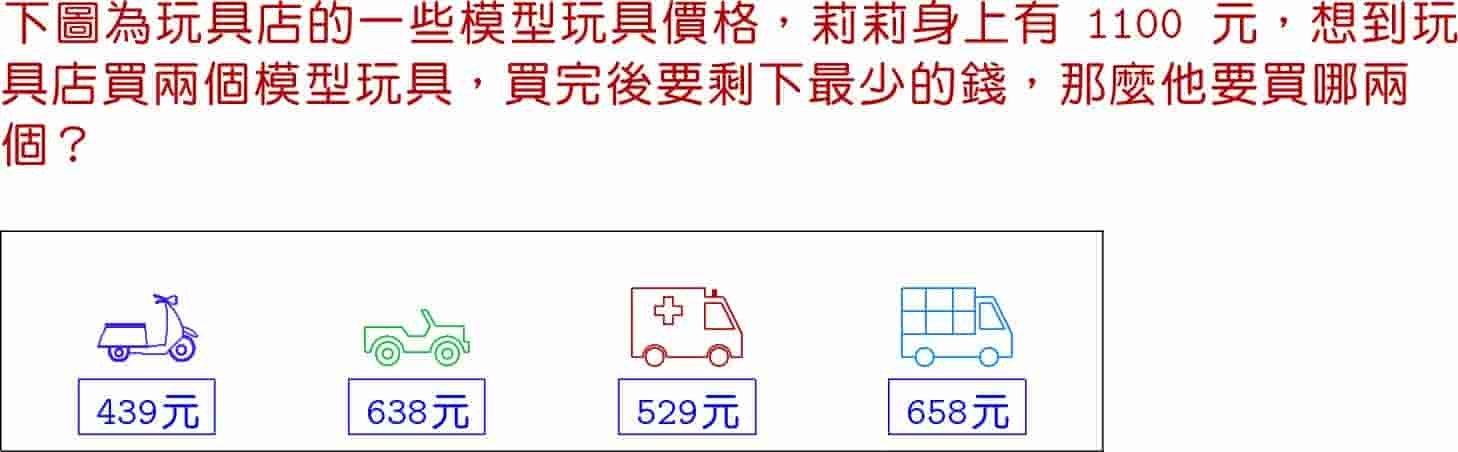 下圖為玩具店的一些模型玩具價格，莉莉身上有 1100 元，想到玩
具店買兩個模型玩具，買完後要剩下最少的錢，那麼他要買哪兩
個？
439元 638元 529元 658元